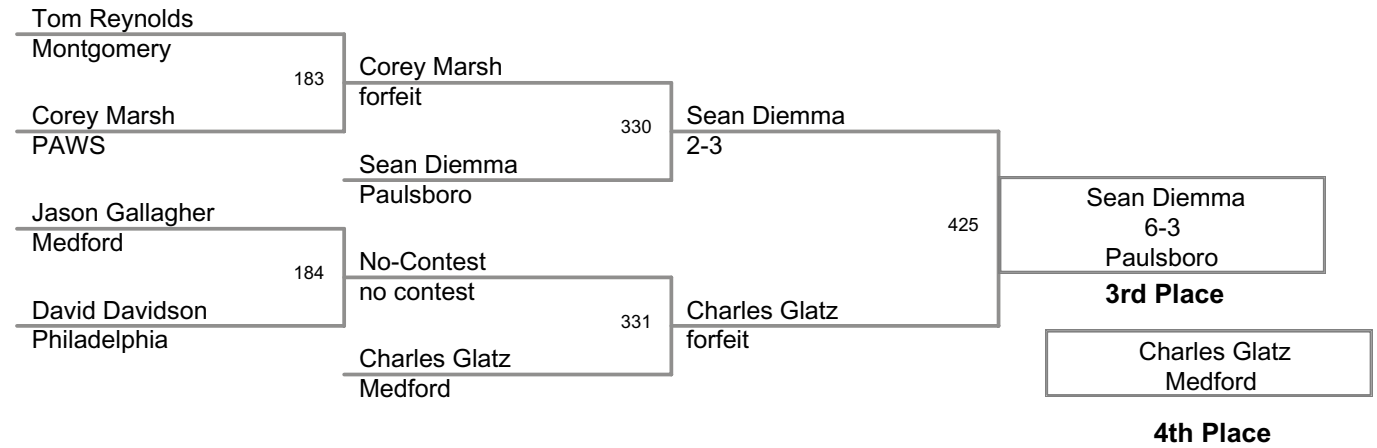 Tom Reynolds
Montgomery
183
Corey Marsh
forfeit
Corey Marsh
PAWS
330
Sean Diemma
2-3
Sean Diemma
Paulsboro
Jason Gallagher
Medford
425
Sean Diemma
6-3
Paulsboro
3rd Place
184
No-Contest
no contest
David Davidson
Philadelphia
331
Charles Glatz
forfeit
Charles Glatz
Medford
Charles Glatz
Medford
4th Place